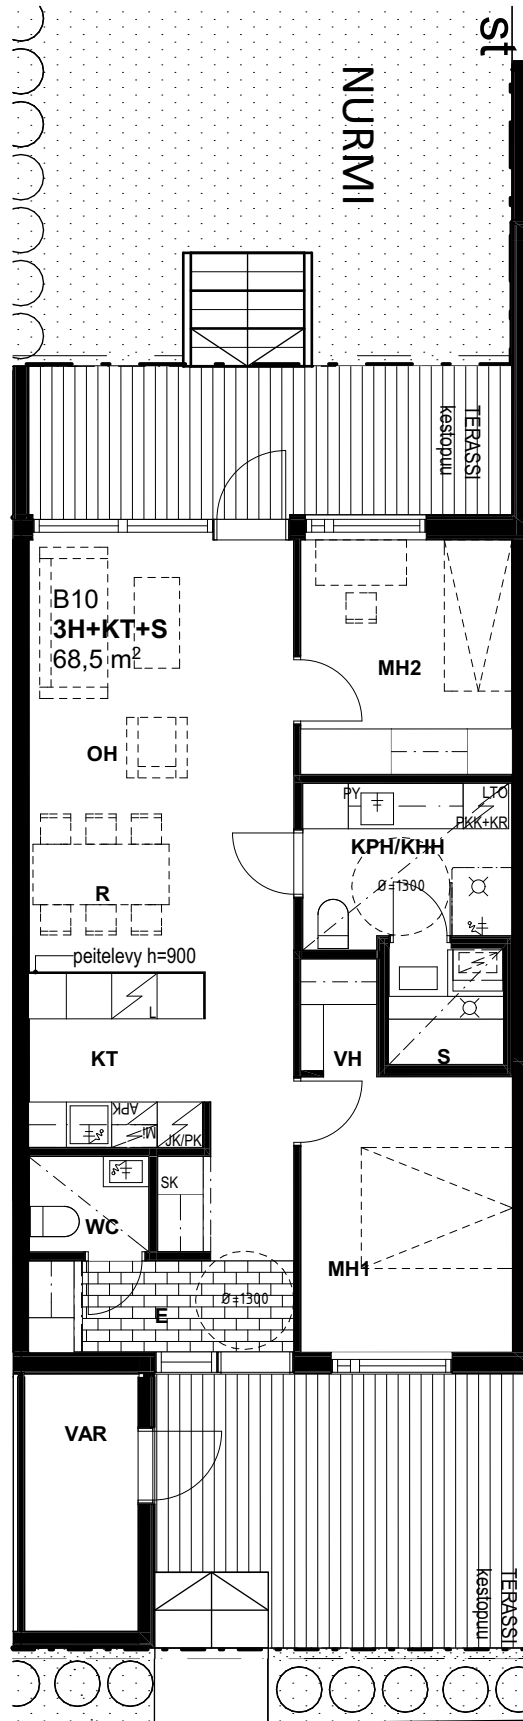 st
NURMI
TERASSI
kestopuu
B10
3H+KT+S
68,5 m²
MH2
OH
PY
LTO
PKK+KR
KPH/KHH
Ø=1300
R
peitelevy h=900
L
KT
VH
S
APK
Mi
JK/PK
SK
WC
MH1
Ø=1300
E
VAR
TERASSI
kestopuu